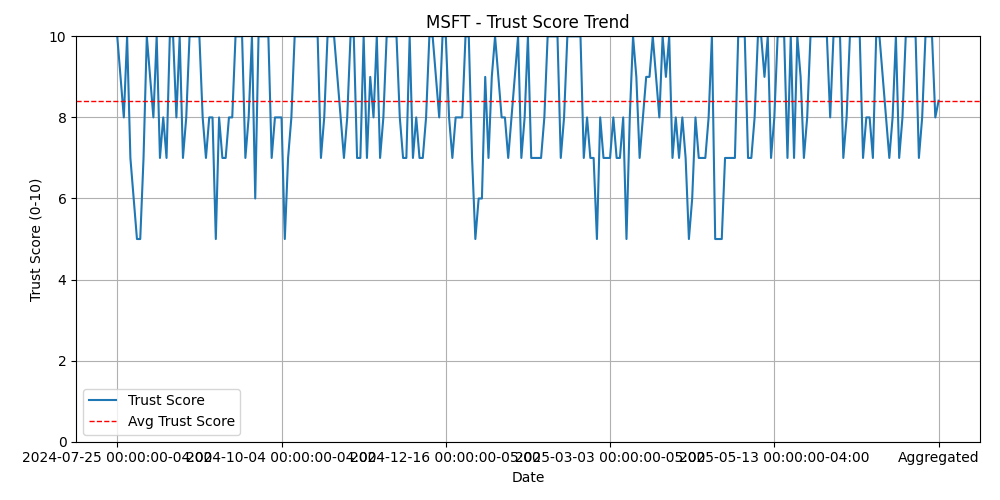 MSFT - Trust Score Trend
10
8
6
4
2
0
Trust Score (0-10)
Trust Score
Avg Trust Score
2024-07-25 00:00:00-04:00
2024-10-04 00:00:00-04:00
2024-12-16 00:00:00-05:00
2025-03-03 00:00:00-05:00
2025-05-13 00:00:00-04:00
Aggregated
Date